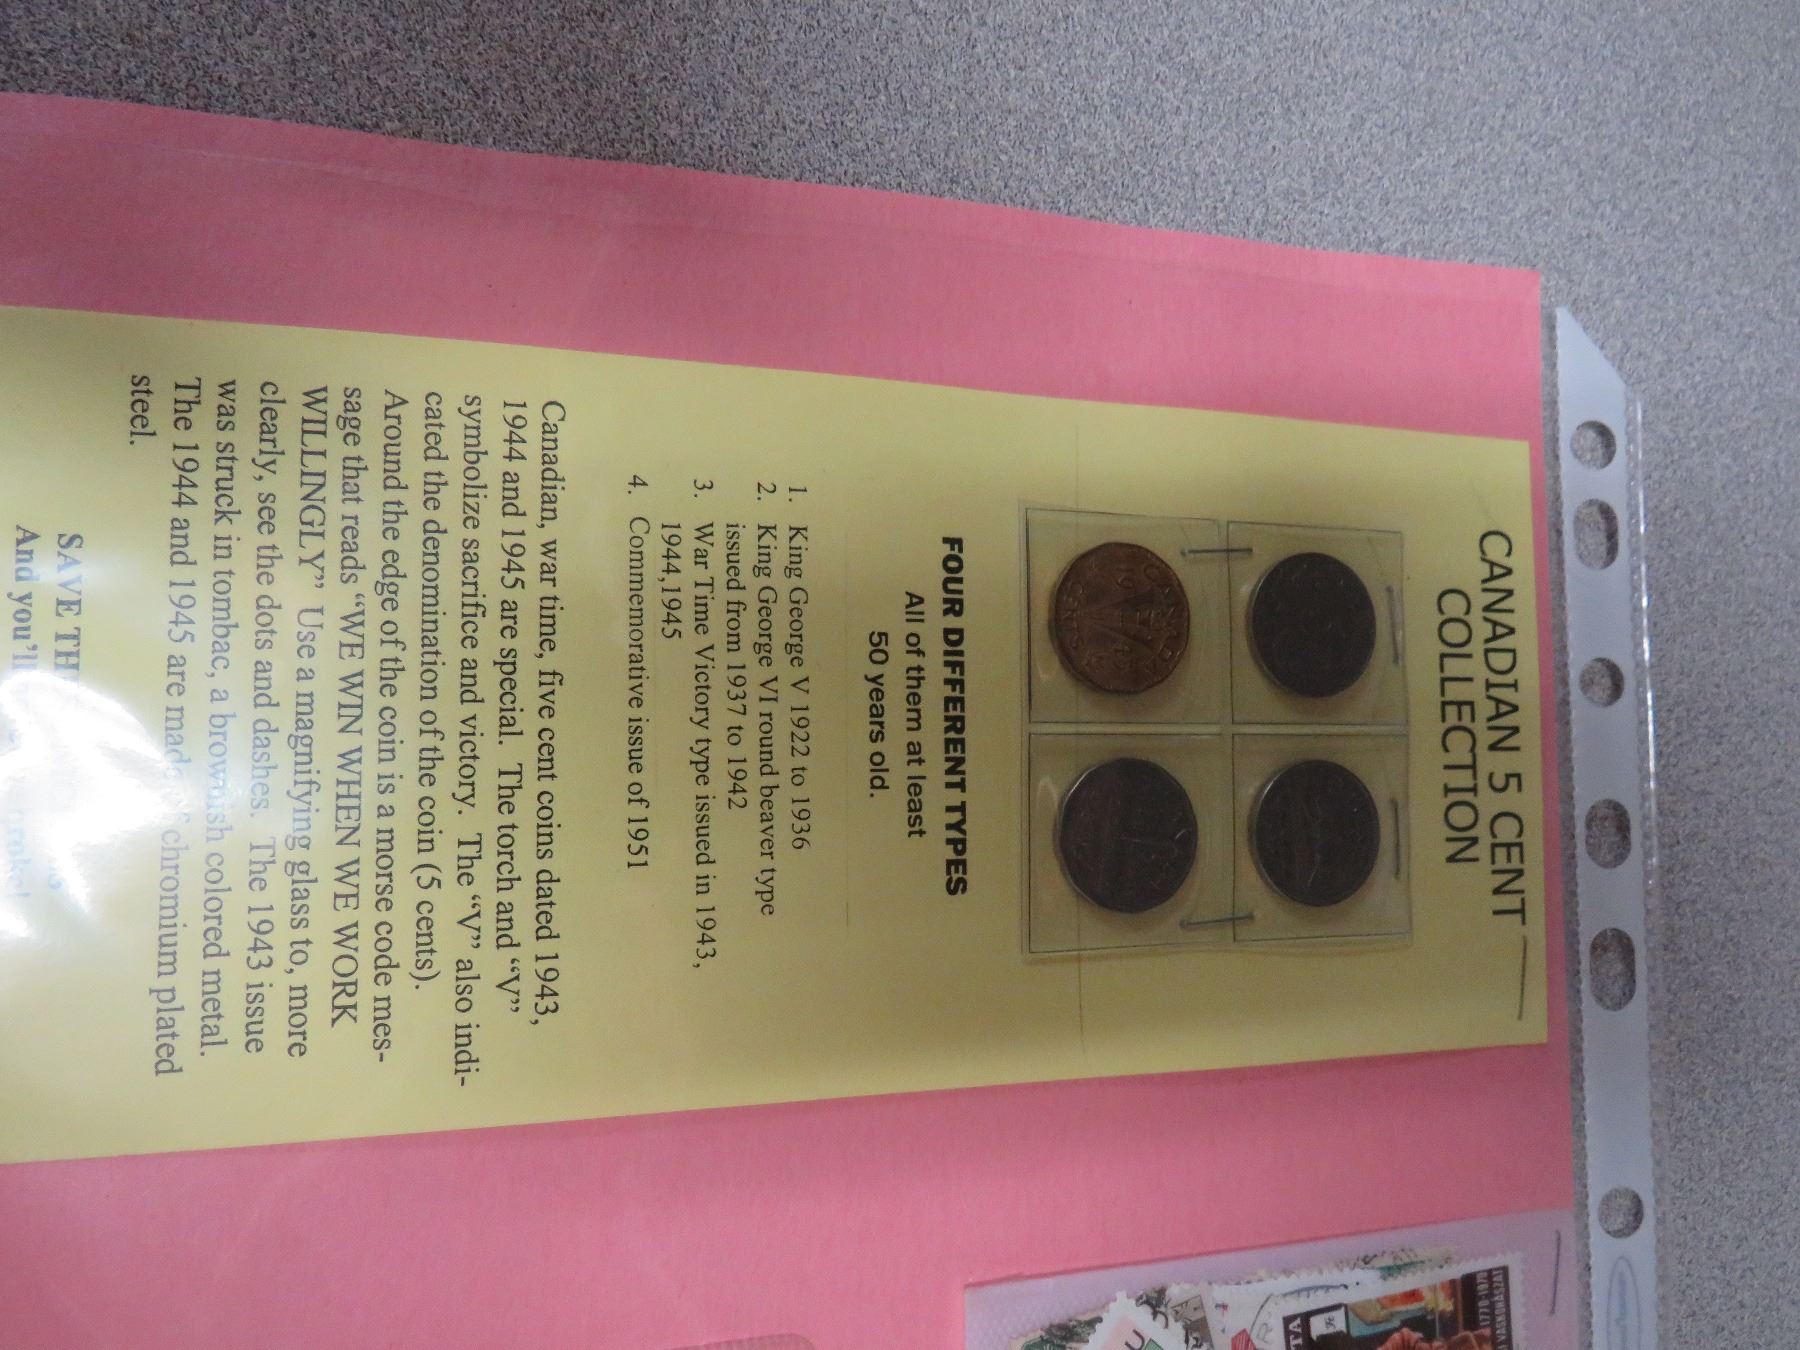 CANADIAN 5 CENT
COLLECTION
FOUR DIFFERENT TYPES
All of them at least
50 years old.
1. King George V 1922 to 1936
2. King George VI round beaver type
issued from 1937 to 1942
3. War Time Victory type issued in 1943,
1944,1945
4. Commemorative issue of 1951
Canadian, war time, five cent coins dated 1943,
1944 and 1945 are special. The torch and “V”
symbolize sacrifice and victory. The “V” also indi-
cated the denomination of the coin (5 cents).
Around the edge of the coin is a morse code mes-
sage that reads “WE WIN WHEN WE WORK
WILLINGLY” Use a magnifying glass to, more
clearly, see the dots and dashes. The 1943 issue
was struck in tombac, a brownish colored metal.
The 1944 and 1945 are made of chromium plated
steel.
SAVE
And you'll
CANADA
CENTS